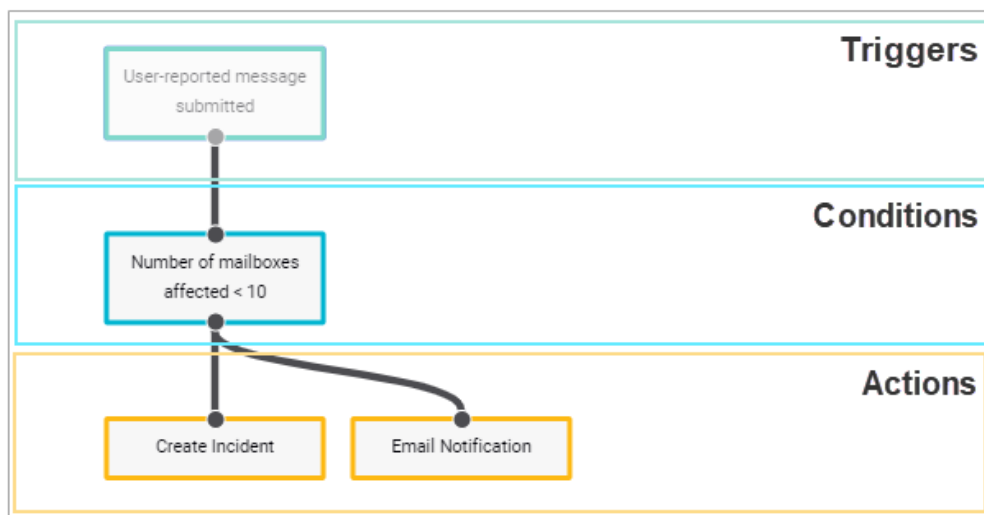 Triggers
User-reported message
submitted
Conditions
Number of mailboxes
affected < 10
Actions
Create Incident
Email Notification